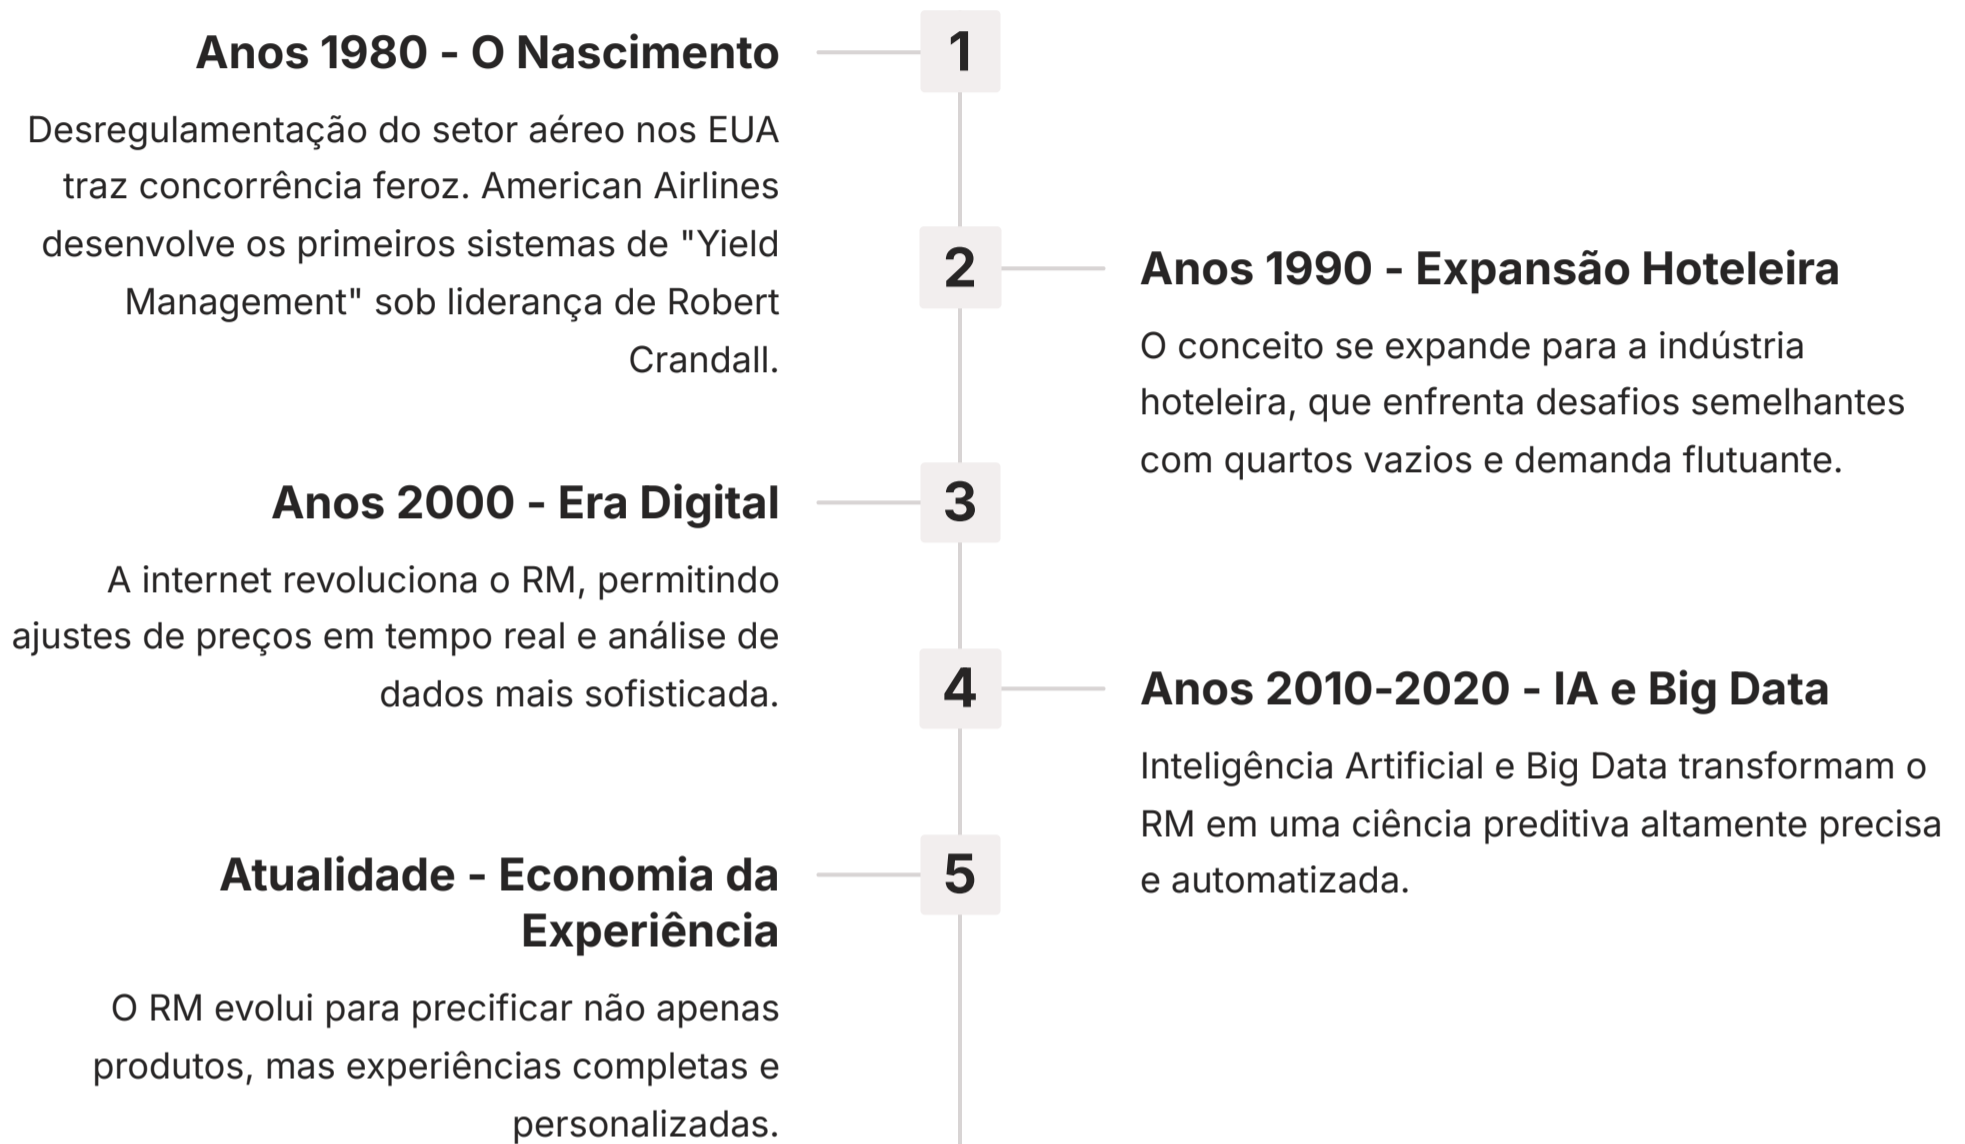 1
Anos 1980 - O Nascimento
Desregulamentação do setor aéreo nos EUA
traz concorrência feroz. American Airlines
desenvolve os primeiros sistemas de "Yield
Management" sob liderança de Robert
Crandall.
2
Anos 1990 - Expansão Hoteleira
O conceito se expande para a indústria
hoteleira, que enfrenta desafios semelhantes
com quartos vazios e demanda flutuante.
3
Anos 2000 - Era Digital
A internet revoluciona o RM, permitindo
ajustes de preços em tempo real e análise de
dados mais sofisticada.
4
Anos 2010-2020 - IA e Big Data
Inteligência Artificial e Big Data transformam o
RM em uma ciência preditiva altamente precisa
e automatizada.
5
Atualidade - Economia da
Experiência
O RM evolui para precificar não apenas
produtos, mas experiências completas e
personalizadas.